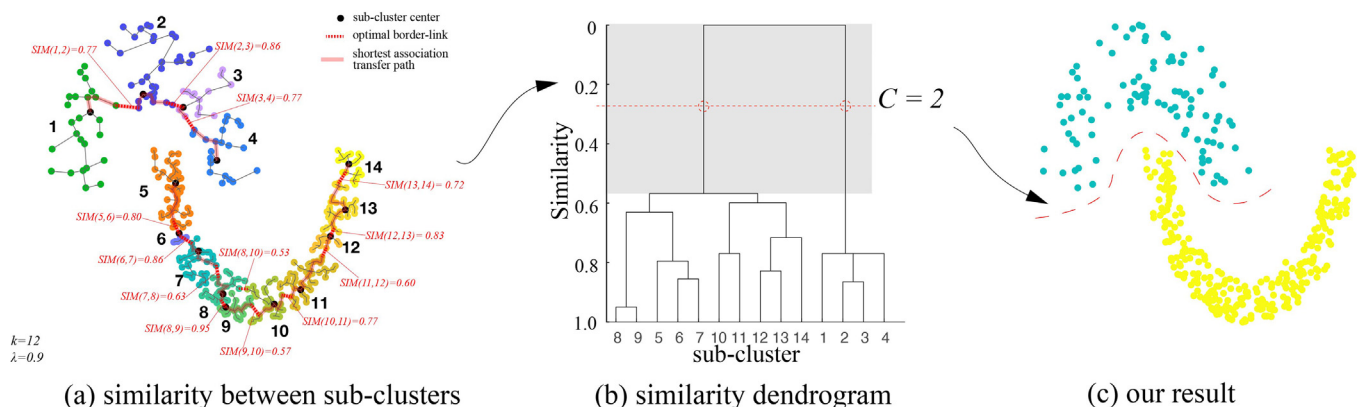 2
sub-cluster center
optimal border-link
shortest association
transfer path
SIM(1,2)=0.77
SIM(2,3)=0.86
3
SIM(3,4)=0.77
1
4
5
14
SIM(13,14)=0.72
13
SIM(5,6)=0.80
6
SIM(12,13)=0.83
12
SIM(6,7)=0.86
SIM(8,10)=0.53
7
SIM(11,12)=0.60
SIM(7,8)=0.63
8
11
9
10
SIM(10,11)=0.77
SIM(8,9)=0.95
SIM(9,10)=0.57
k=12
λ=0.9
(a) similarity between sub-clusters
0
0.2
0.4
0.6
0.8
1.0
Similarity
C = 2
8 9 5 6 7 10 11 12 13 14 1 2 3 4
sub-cluster
(b) similarity dendrogram
(c) our result